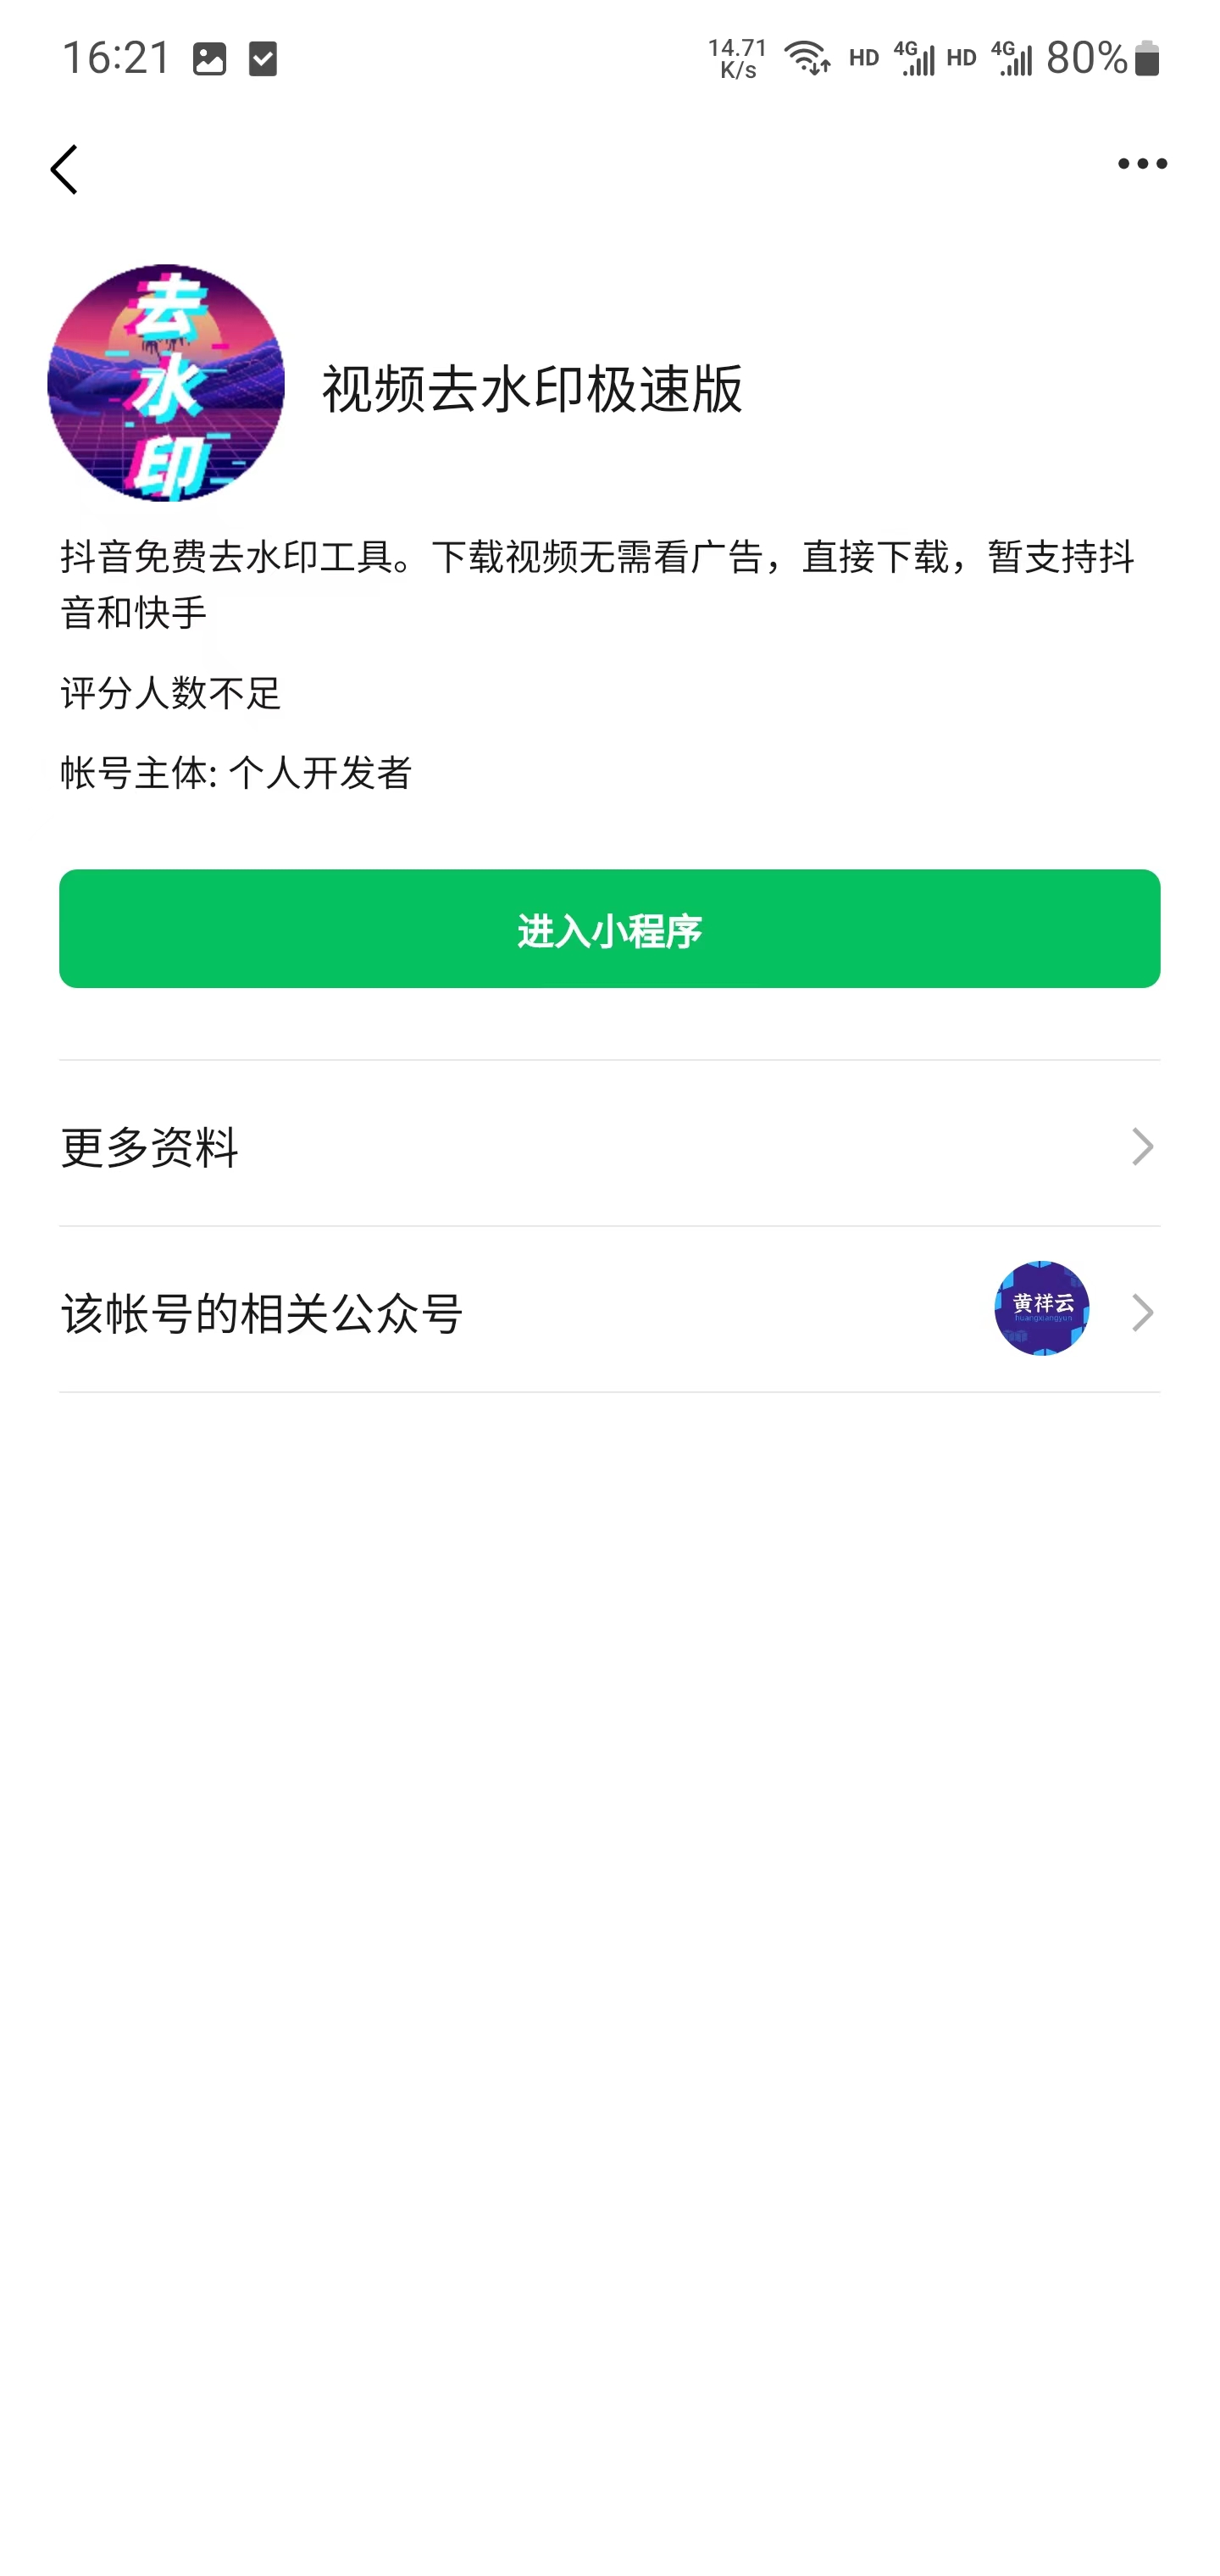 16:21
14.71
K/s
HD 4G HD 4G 80%
去
水
印
视频去水印极速版
抖音免费去水印工具。下载视频无需看广告，直接下载，暂支持抖
音和快手
评分人数不足
帐号主体: 个人开发者
进入小程序
更多资料
该帐号的相关公众号
黄祥云
huangxiangyun